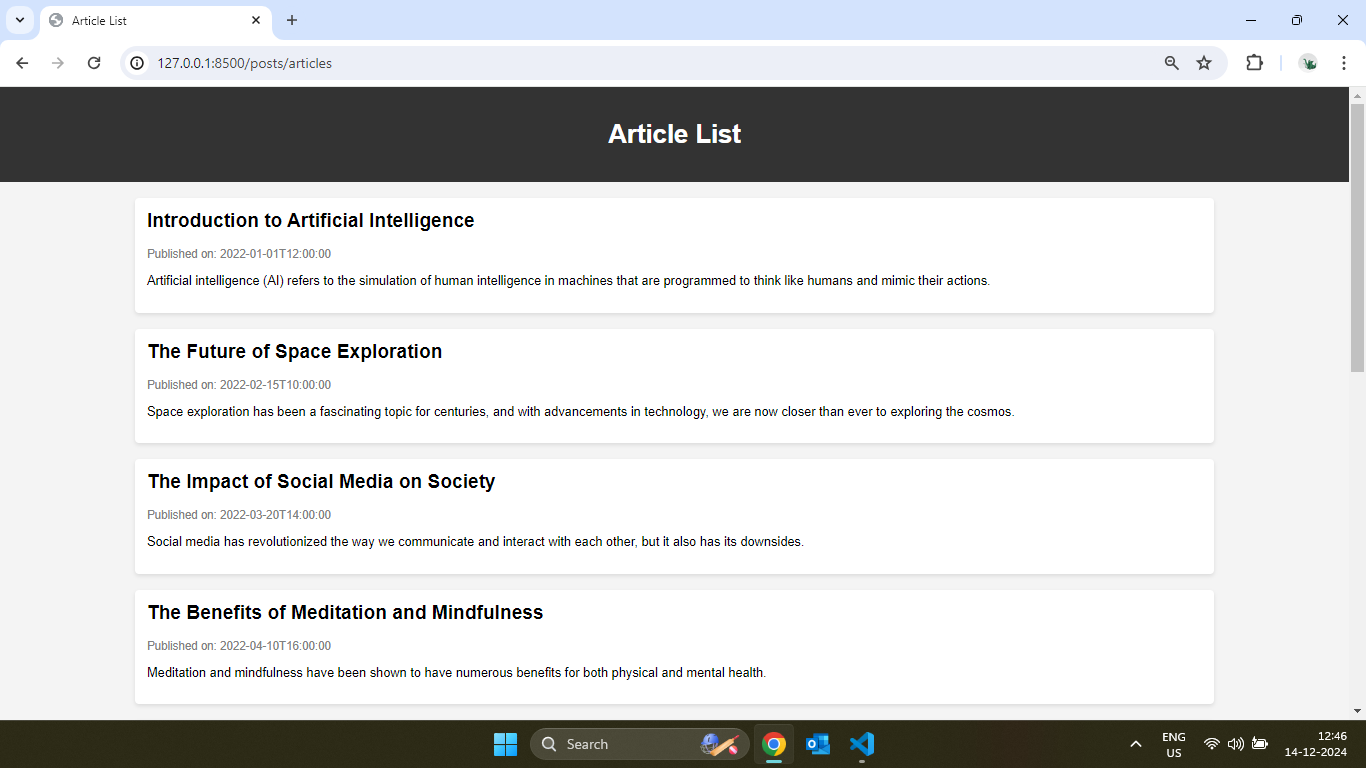 Article List
127.0.0.1:8500/posts/articles
Article List
Introduction to Artificial Intelligence
Published on: 2022-01-01T12:00:00
Artificial intelligence (AI) refers to the simulation of human intelligence in machines that are programmed to think like humans and mimic their actions.
The Future of Space Exploration
Published on: 2022-02-15T10:00:00
Space exploration has been a fascinating topic for centuries, and with advancements in technology, we are now closer than ever to exploring the cosmos.
The Impact of Social Media on Society
Published on: 2022-03-20T14:00:00
Social media has revolutionized the way we communicate and interact with each other, but it also has its downsides.
The Benefits of Meditation and Mindfulness
Published on: 2022-04-10T16:00:00
Meditation and mindfulness have been shown to have numerous benefits for both physical and mental health.
Search
ENG
US
12:46
14-12-2024